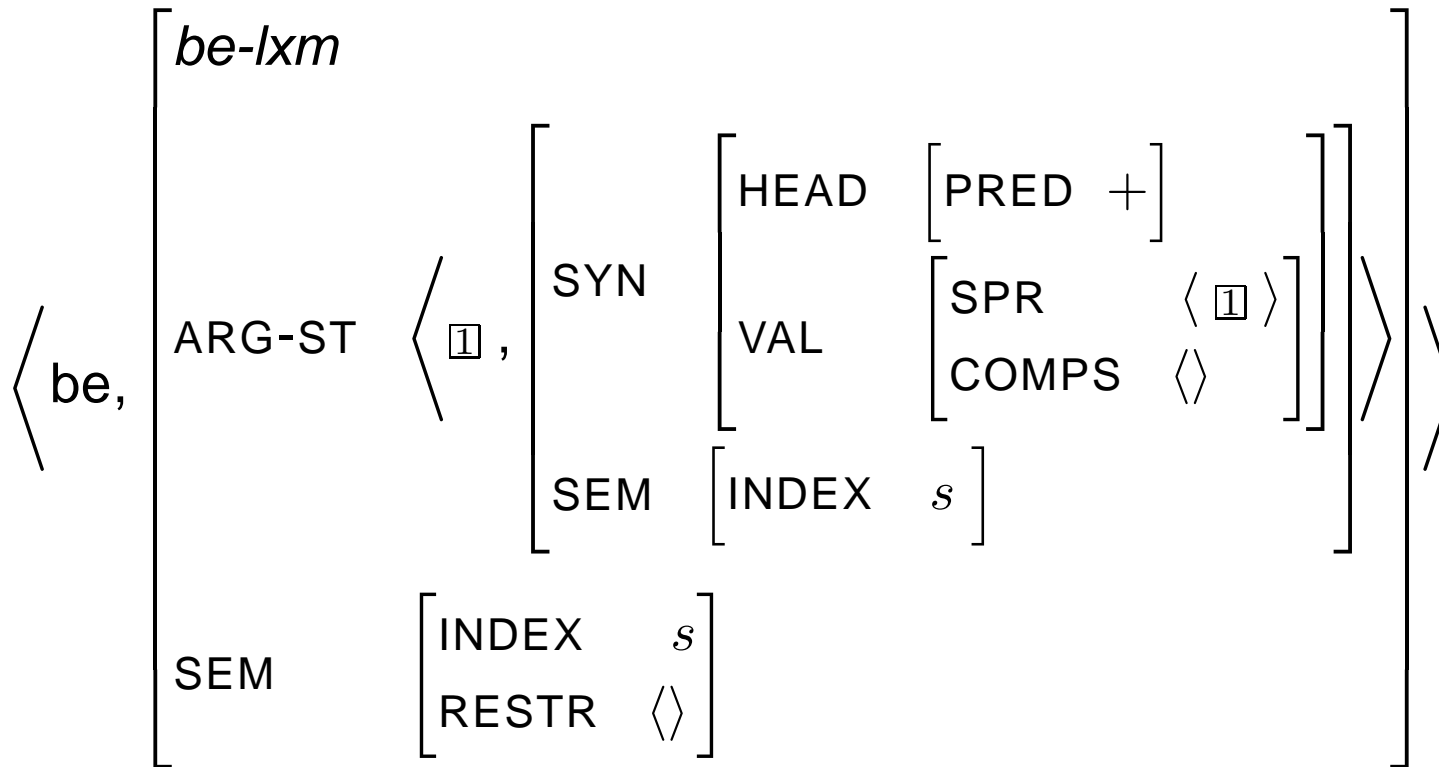 be-lxm
HEAD [PRED +]
SYN
SPR ⟨ 1 ⟩
ARG-ST ⟨ 1 , VAL
⟨ be, COMPS ⟨⟩
SEM [INDEX s ]
INDEX s
SEM
RESTR ⟨⟩